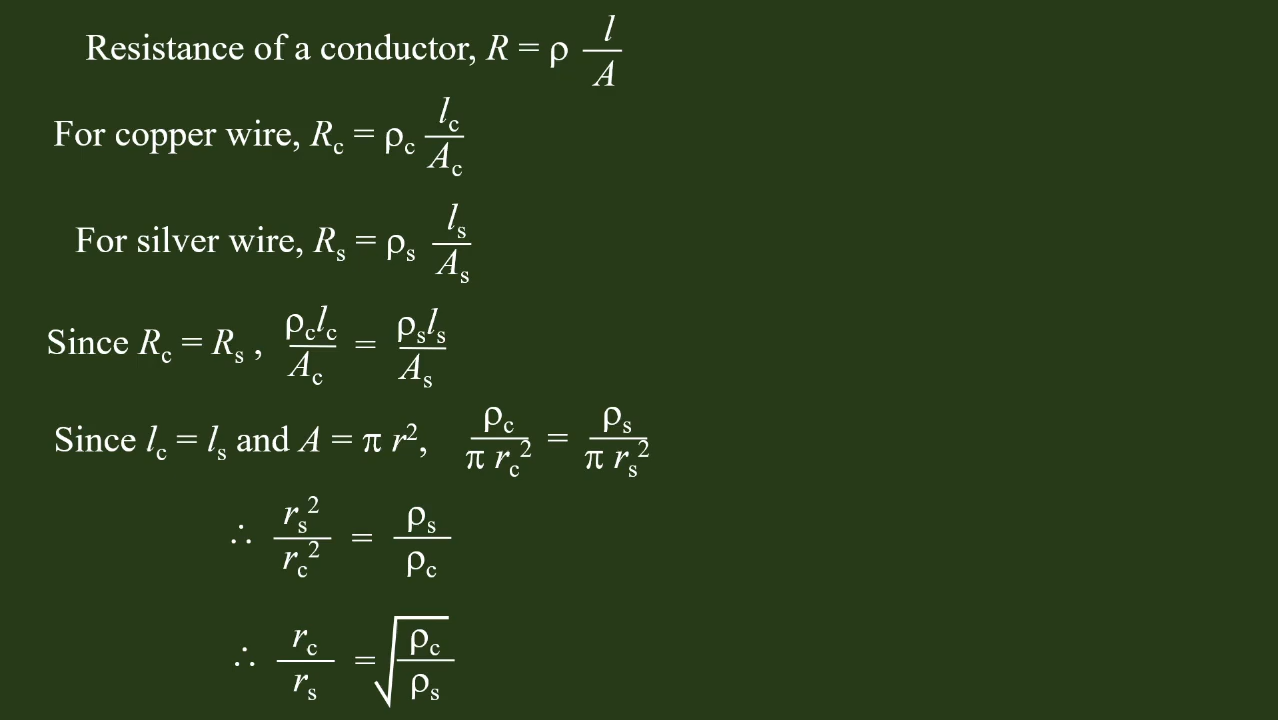 Resistance of a conductor, R = ρ l/A
For copper wire, R_c = ρ_c l_c/A_c
For silver wire, R_s = ρ_s l_s/A_s
Since R_c = R_s , ρ_c l_c/A_c = ρ_s l_s/A_s
Since l_c = l_s and A = π r², ρ_c/π r_c² = ρ_s/π r_s²
∴ r_s²/r_c² = ρ_s/ρ_c
∴ r_c/r_s = √(ρ_c/ρ_s)